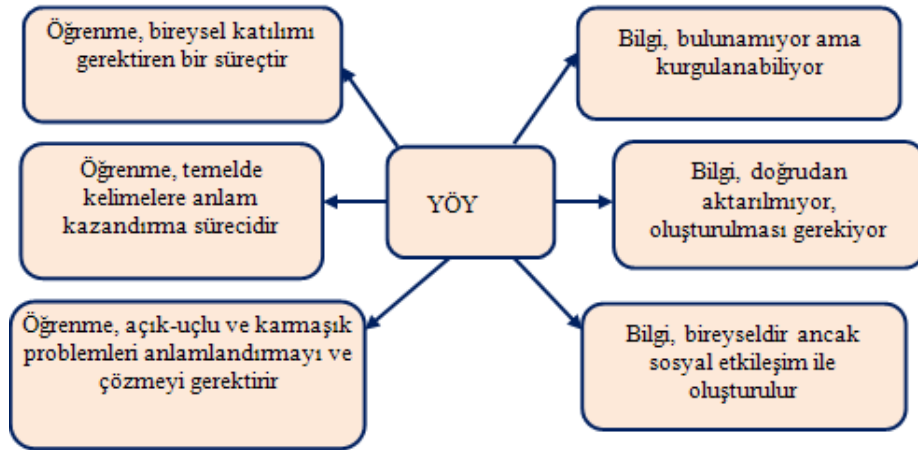 Öğrenme, bireysel katılımı
gerektiren bir süreçtir
Bilgi, bulunamıyor ama
kurgulanabiliyor
Öğrenme, temelde
kelimelere anlam
kazandırma sürecidir
YÖY
Bilgi, doğrudan
aktarılmıyor,
oluşturulması gerekiyor
Öğrenme, açık-uçlu ve karmaşık
problemleri anlamlandırmayı ve
çözmeyi gerektirir
Bilgi, bireyseldir ancak
sosyal etkileşim ile
oluşturulur